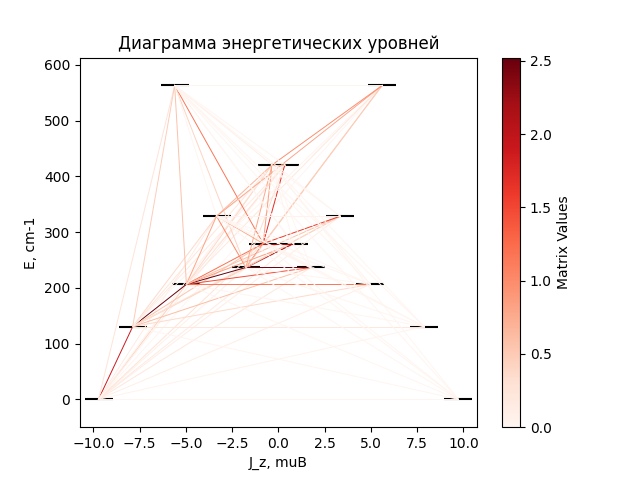 Диаграмма энергетических уровней
600
500
400
300
200
100
0
E, cm-1
−10.0 −7.5 −5.0 −2.5 0.0 2.5 5.0 7.5 10.0
J_z, muB
2.5
2.0
1.5
1.0
0.5
0.0
Matrix Values